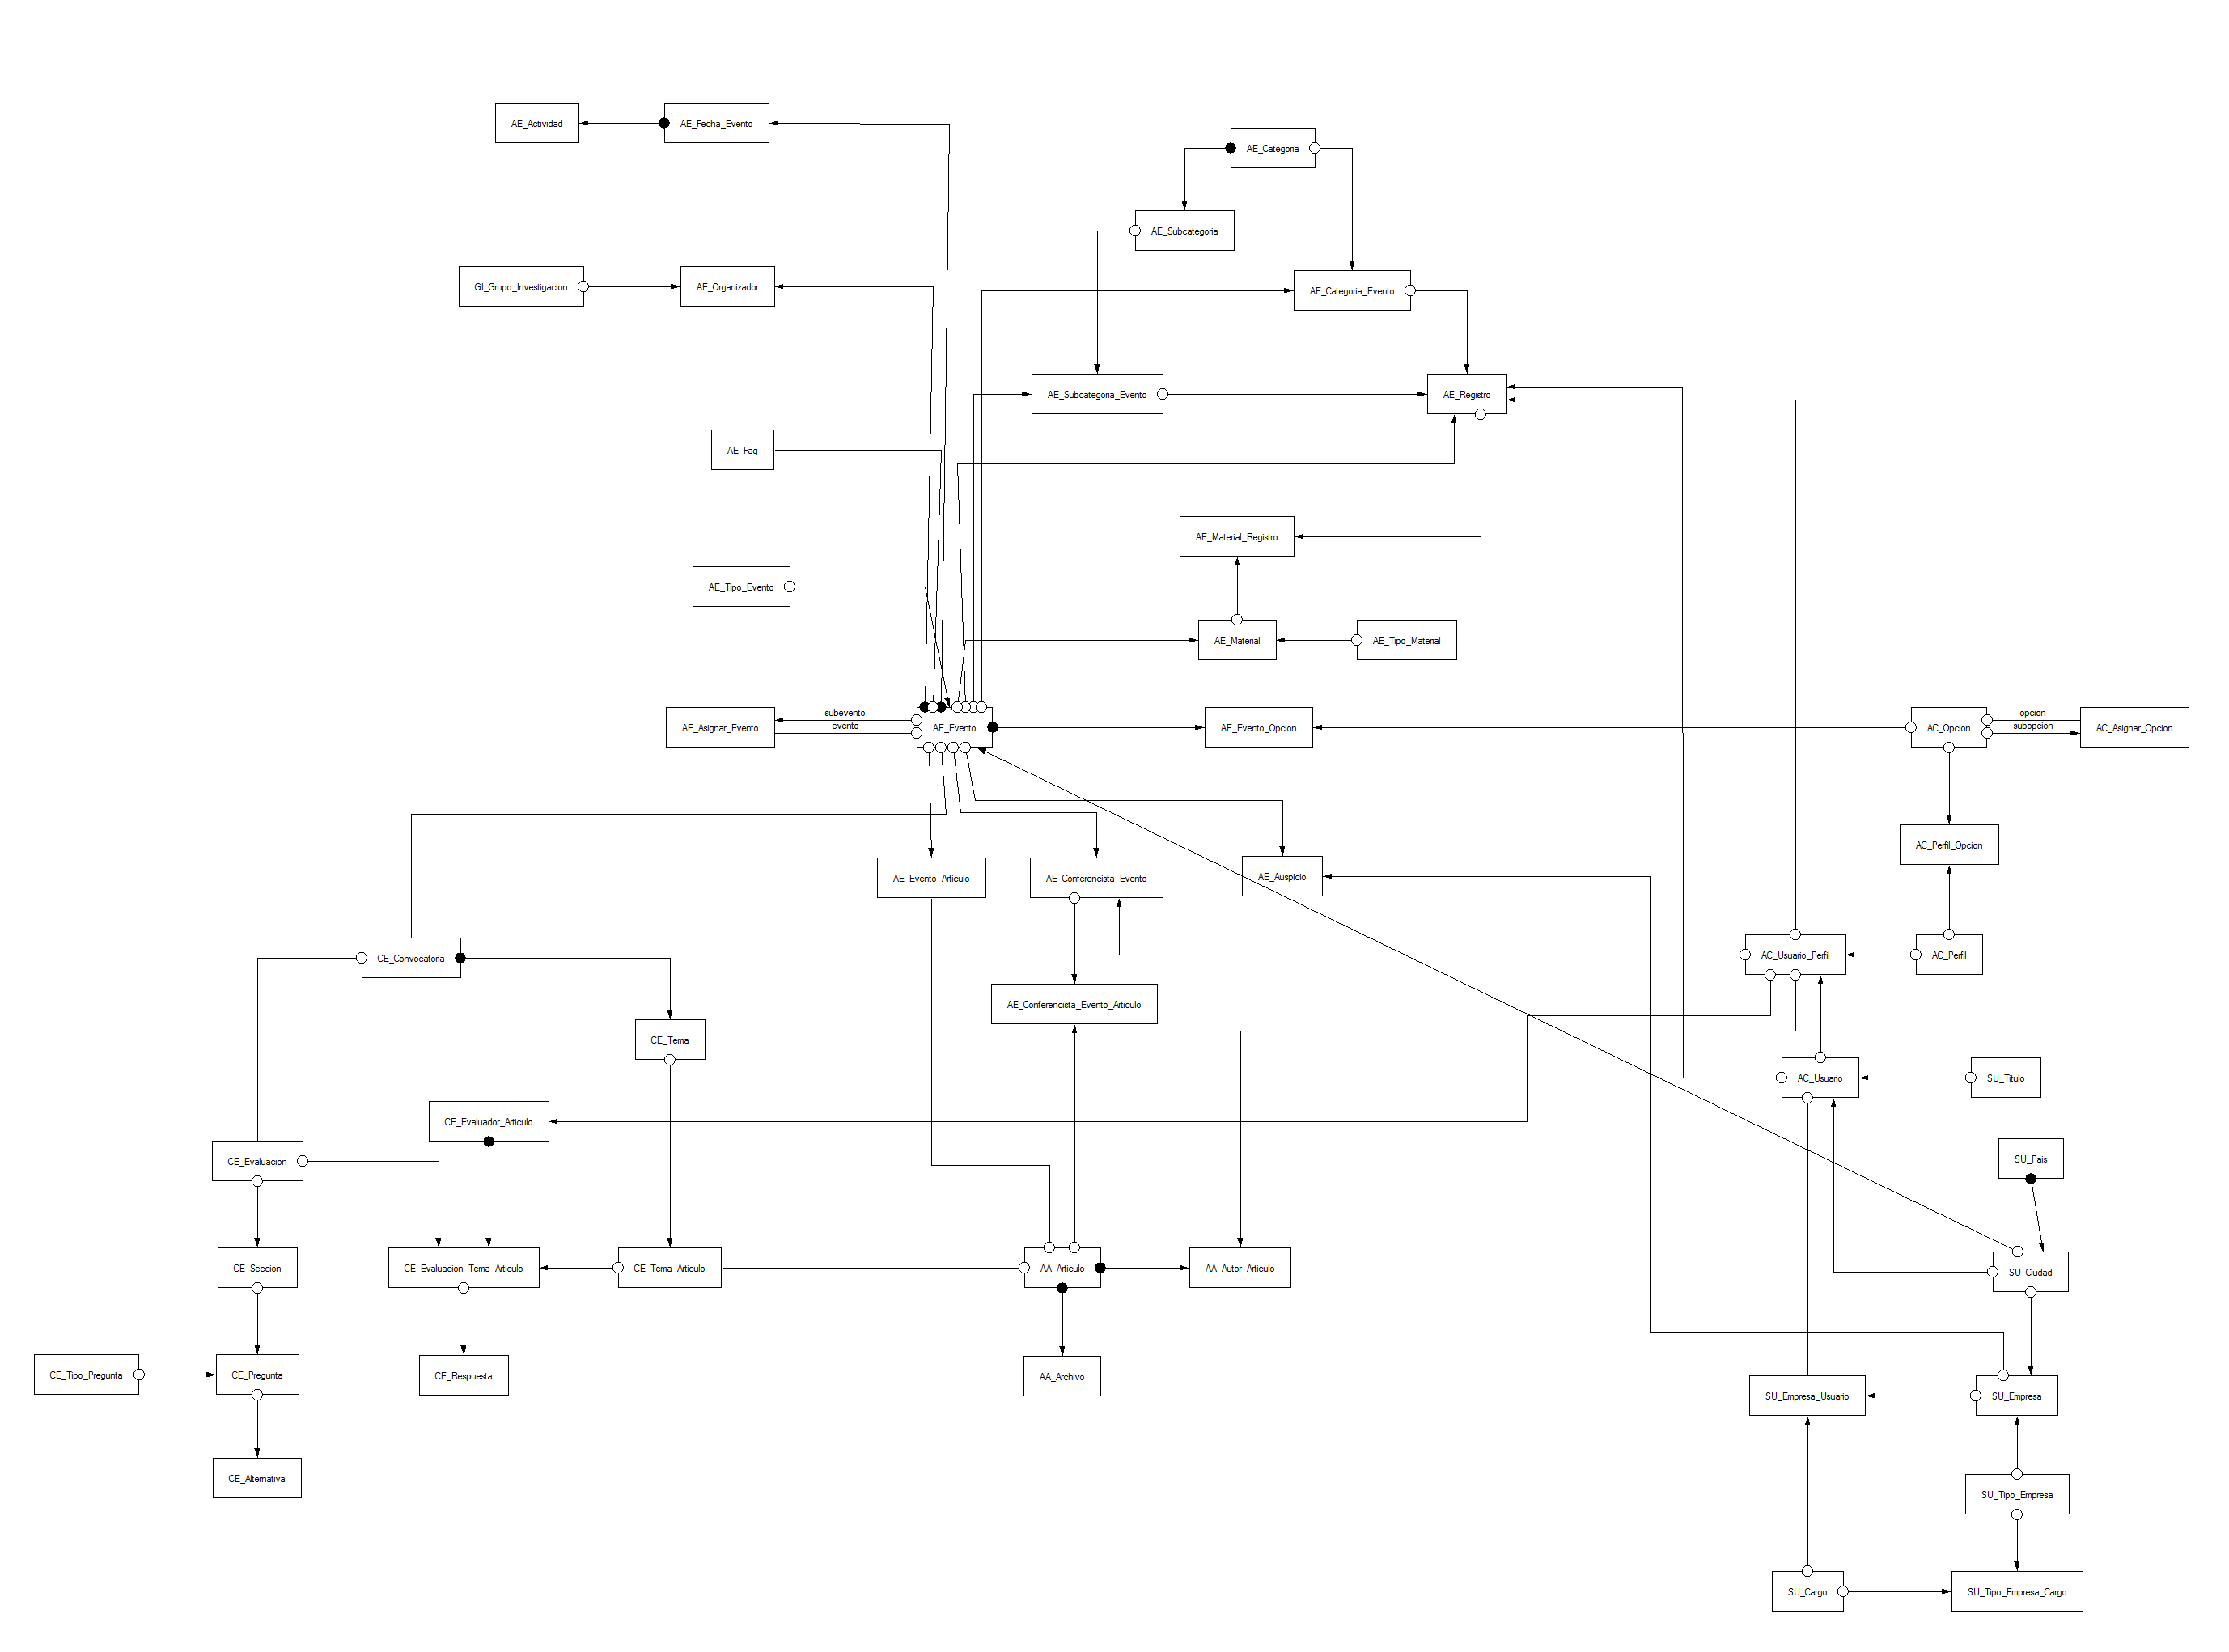 AE_Actividad
AE_Fecha_Evento
AE_Categoria
AE_Subcategoria
GI_Grupo_Investigacion
AE_Organizador
AE_Categoria_Evento
AE_Subcategoria_Evento
AE_Registro
AE_Faq
AE_Material_Registro
AE_Tipo_Evento
AE_Material
AE_Tipo_Material
subevento
evento
AE_Asignar_Evento
AE_Evento
AE_Evento_Opcion
AC_Opcion
opcion
subopcion
AC_Asignar_Opcion
AC_Perfil_Opcion
AE_Evento_Articulo
AE_Conferencista_Evento
AE_Auspicio
CE_Convocatoria
AC_Usuario_Perfil
AC_Perfil
AE_Conferencista_Evento_Articulo
CE_Tema
AC_Usuario
SU_Titulo
CE_Evaluador_Articulo
CE_Evaluacion
SU_Pais
CE_Seccion
CE_Evaluacion_Tema_Articulo
CE_Tema_Articulo
AA_Articulo
AA_Autor_Articulo
SU_Ciudad
CE_Tipo_Pregunta
CE_Pregunta
CE_Respuesta
AA_Archivo
SU_Empresa_Usuario
SU_Empresa
CE_Alternativa
SU_Tipo_Empresa
SU_Cargo
SU_Tipo_Empresa_Cargo